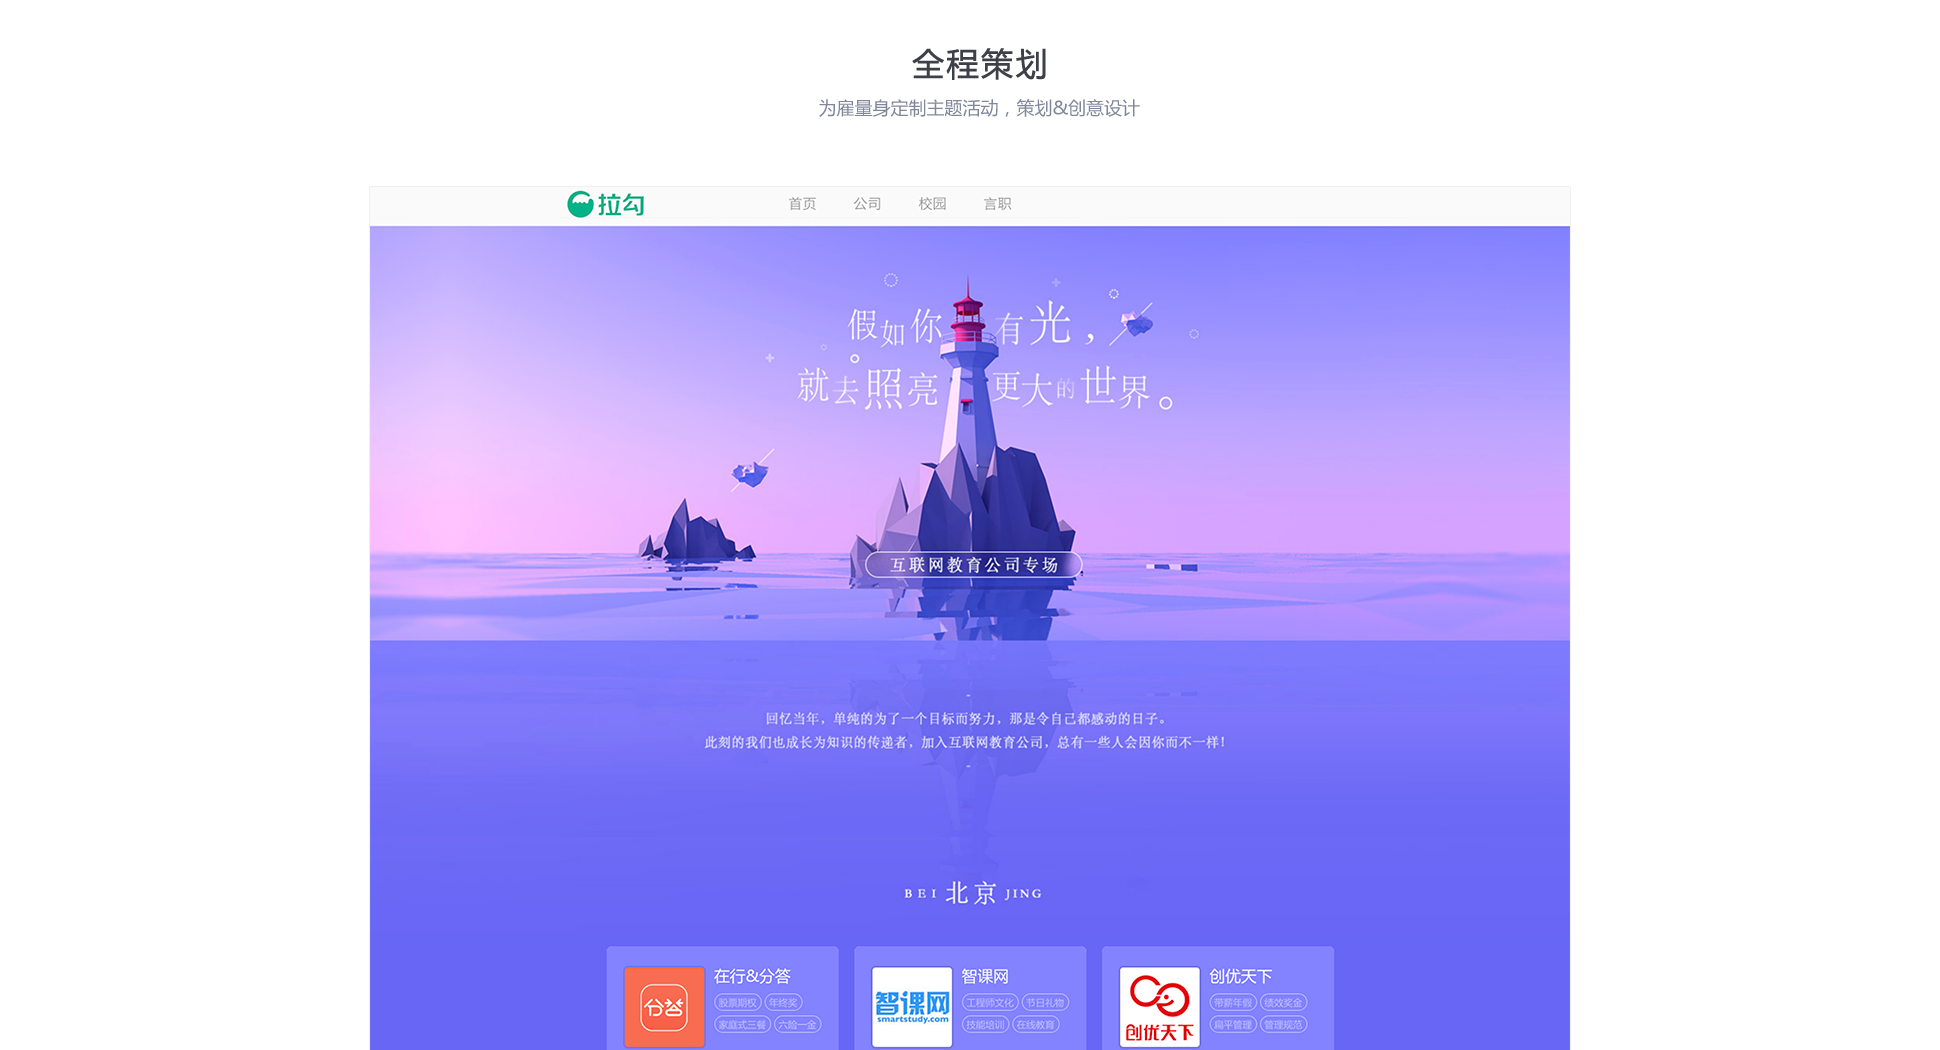 全程策划
为雇量身定制主题活动，策划&创意设计
拉勾 首页 公司 校园 言职
假如你有光，
就去照亮更大的世界。
互联网教育公司专场
回忆当年，单纯的为了一个目标而努力，那是令自己都感动的日子。
此刻的我们也成长为知识的传递者，加入互联网教育公司，总有一些人会因你而不一样！
BEI 北京 JING
分答
在行&分答
股票期权 年终奖
家庭式三餐 六险一金
智课网
smartstudy.com
智课网
工程师文化 节日礼物
技能培训 在线教育
创优天下
创优天下
带薪年假 绩效奖金
扁平管理 管理规范